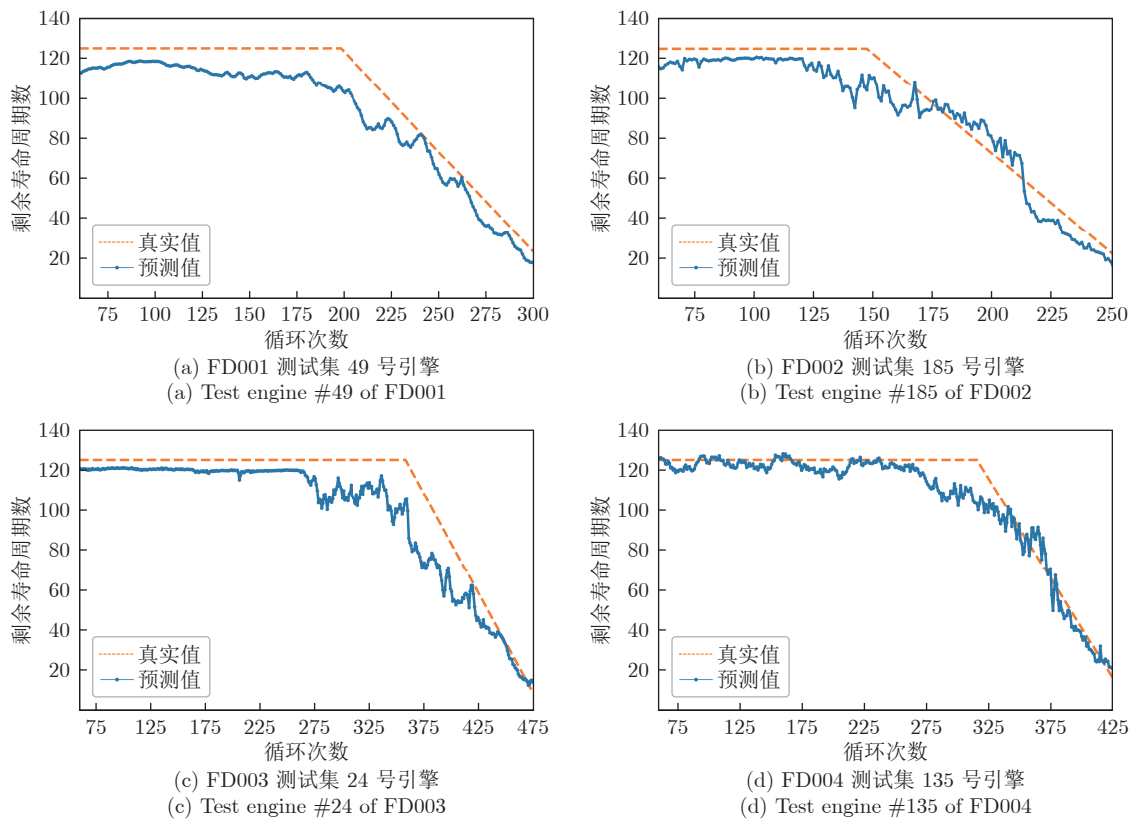 140
120
100
80
60
40
20
剩余寿命周期数
真实值
预测值
75 100 125 150 175 200 225 250 275 300
循环次数
(a) FD001 测试集 49 号引擎
(a) Test engine #49 of FD001
140
120
100
80
60
40
20
剩余寿命周期数
真实值
预测值
75 100 125 150 175 200 225 250
循环次数
(b) FD002 测试集 185 号引擎
(b) Test engine #185 of FD002
140
120
100
80
60
40
20
剩余寿命周期数
真实值
预测值
75 125 175 225 275 325 375 425 475
循环次数
(c) FD003 测试集 24 号引擎
(c) Test engine #24 of FD003
140
120
100
80
60
40
20
剩余寿命周期数
真实值
预测值
75 125 175 225 275 325 375 425
循环次数
(d) FD004 测试集 135 号引擎
(d) Test engine #135 of FD004